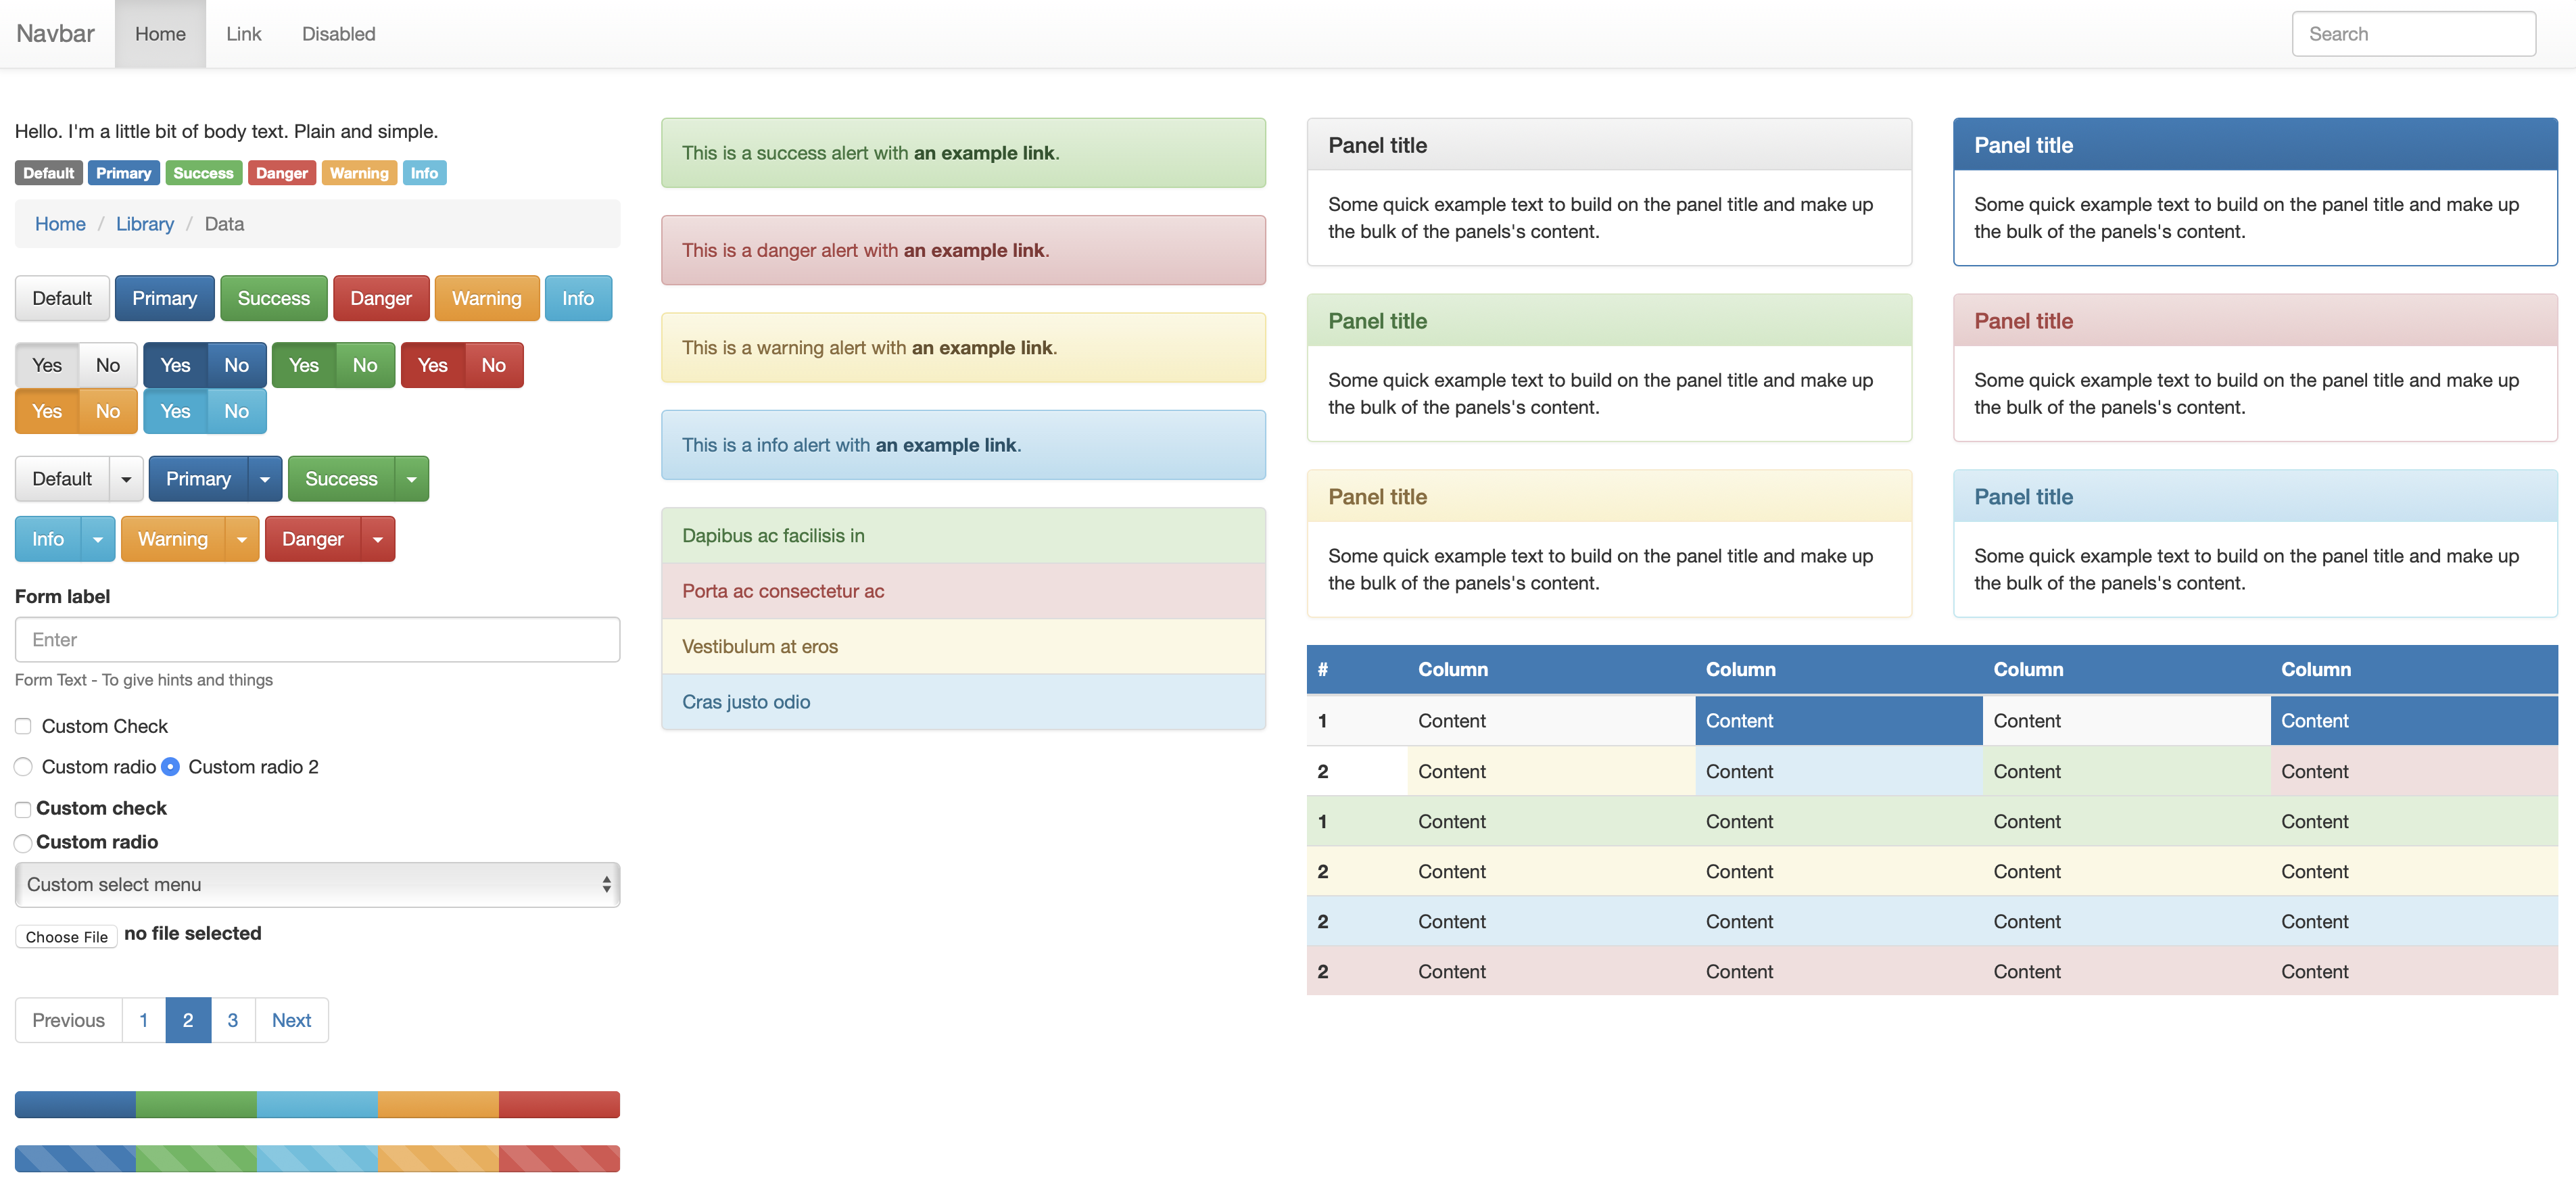 Navbar Home Link Disabled Search
Hello. I'm a little bit of body text. Plain and simple.
Default Primary Success Danger Warning Info
Home / Library / Data
Default Primary Success Danger Warning Info
Yes No Yes No Yes No Yes No
Yes No Yes No
Default Primary Success
Info Warning Danger
Form label
Enter
Form Text - To give hints and things
Custom Check
Custom radio Custom radio 2
Custom check
Custom radio
Custom select menu
Choose File no file selected
Previous 1 2 3 Next
This is a success alert with an example link.
This is a danger alert with an example link.
This is a warning alert with an example link.
This is a info alert with an example link.
Dapibus ac facilisis in
Porta ac consectetur ac
Vestibulum at eros
Cras justo odio
Panel title
Some quick example text to build on the panel title and make up
the bulk of the panels's content.
Panel title
Some quick example text to build on the panel title and make up
the bulk of the panels's content.
Panel title
Some quick example text to build on the panel title and make up
the bulk of the panels's content.
Panel title
Some quick example text to build on the panel title and make up
the bulk of the panels's content.
Panel title
Some quick example text to build on the panel title and make up
the bulk of the panels's content.
Panel title
Some quick example text to build on the panel title and make up
the bulk of the panels's content.
# Column Column Column Column
1 Content Content Content Content
2 Content Content Content Content
1 Content Content Content Content
2 Content Content Content Content
2 Content Content Content Content
2 Content Content Content Content